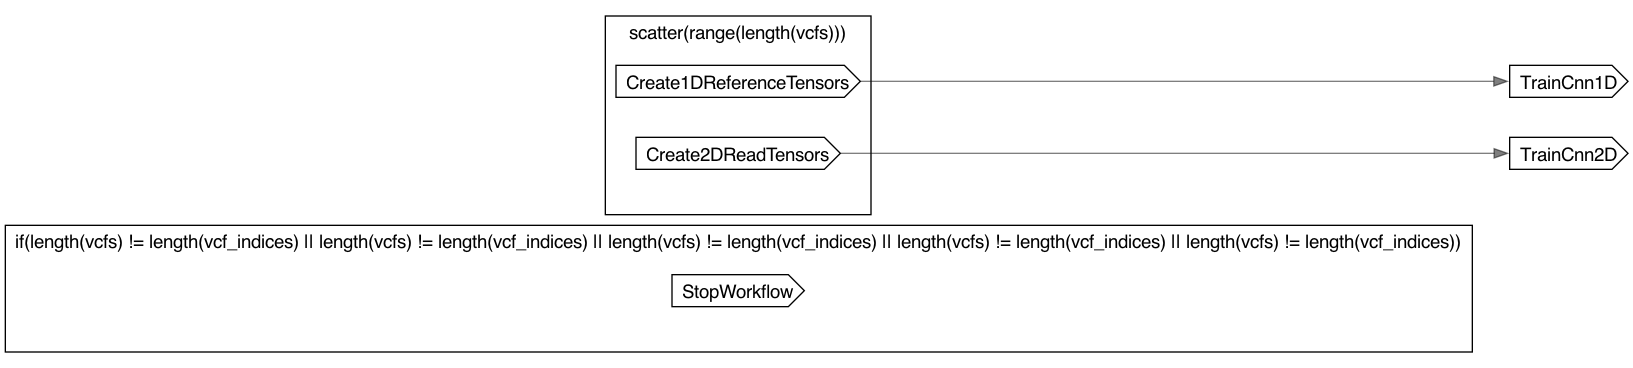 scatter(range(length(vcfs)))
Create1DReferenceTensors
TrainCnn1D
Create2DReadTensors
TrainCnn2D
if(length(vcfs) != length(vcf_indices) || length(vcfs) != length(vcf_indices) || length(vcfs) != length(vcf_indices) || length(vcfs) != length(vcf_indices) || length(vcfs) != length(vcf_indices))
StopWorkflow